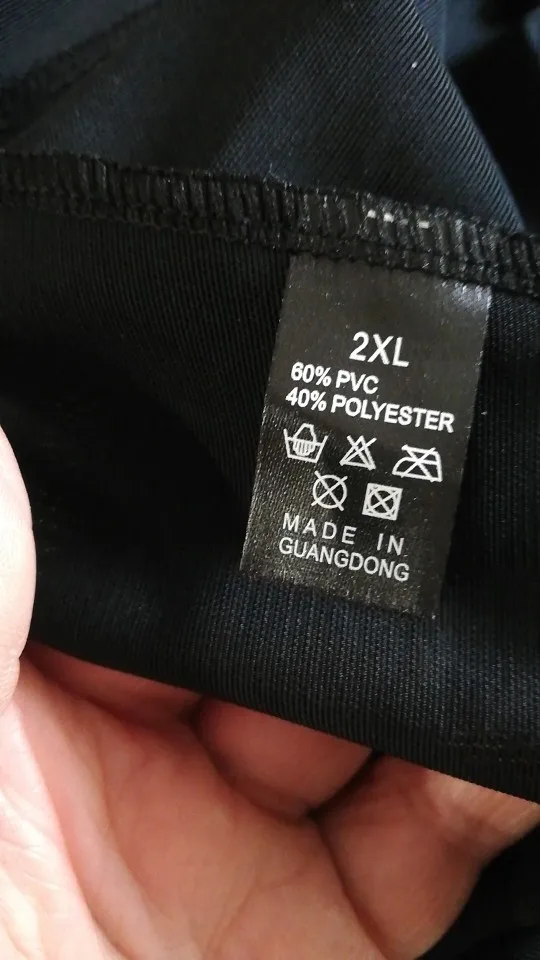 2XL
60% PVC
40% POLYESTER
MADE IN
GUANGDONG